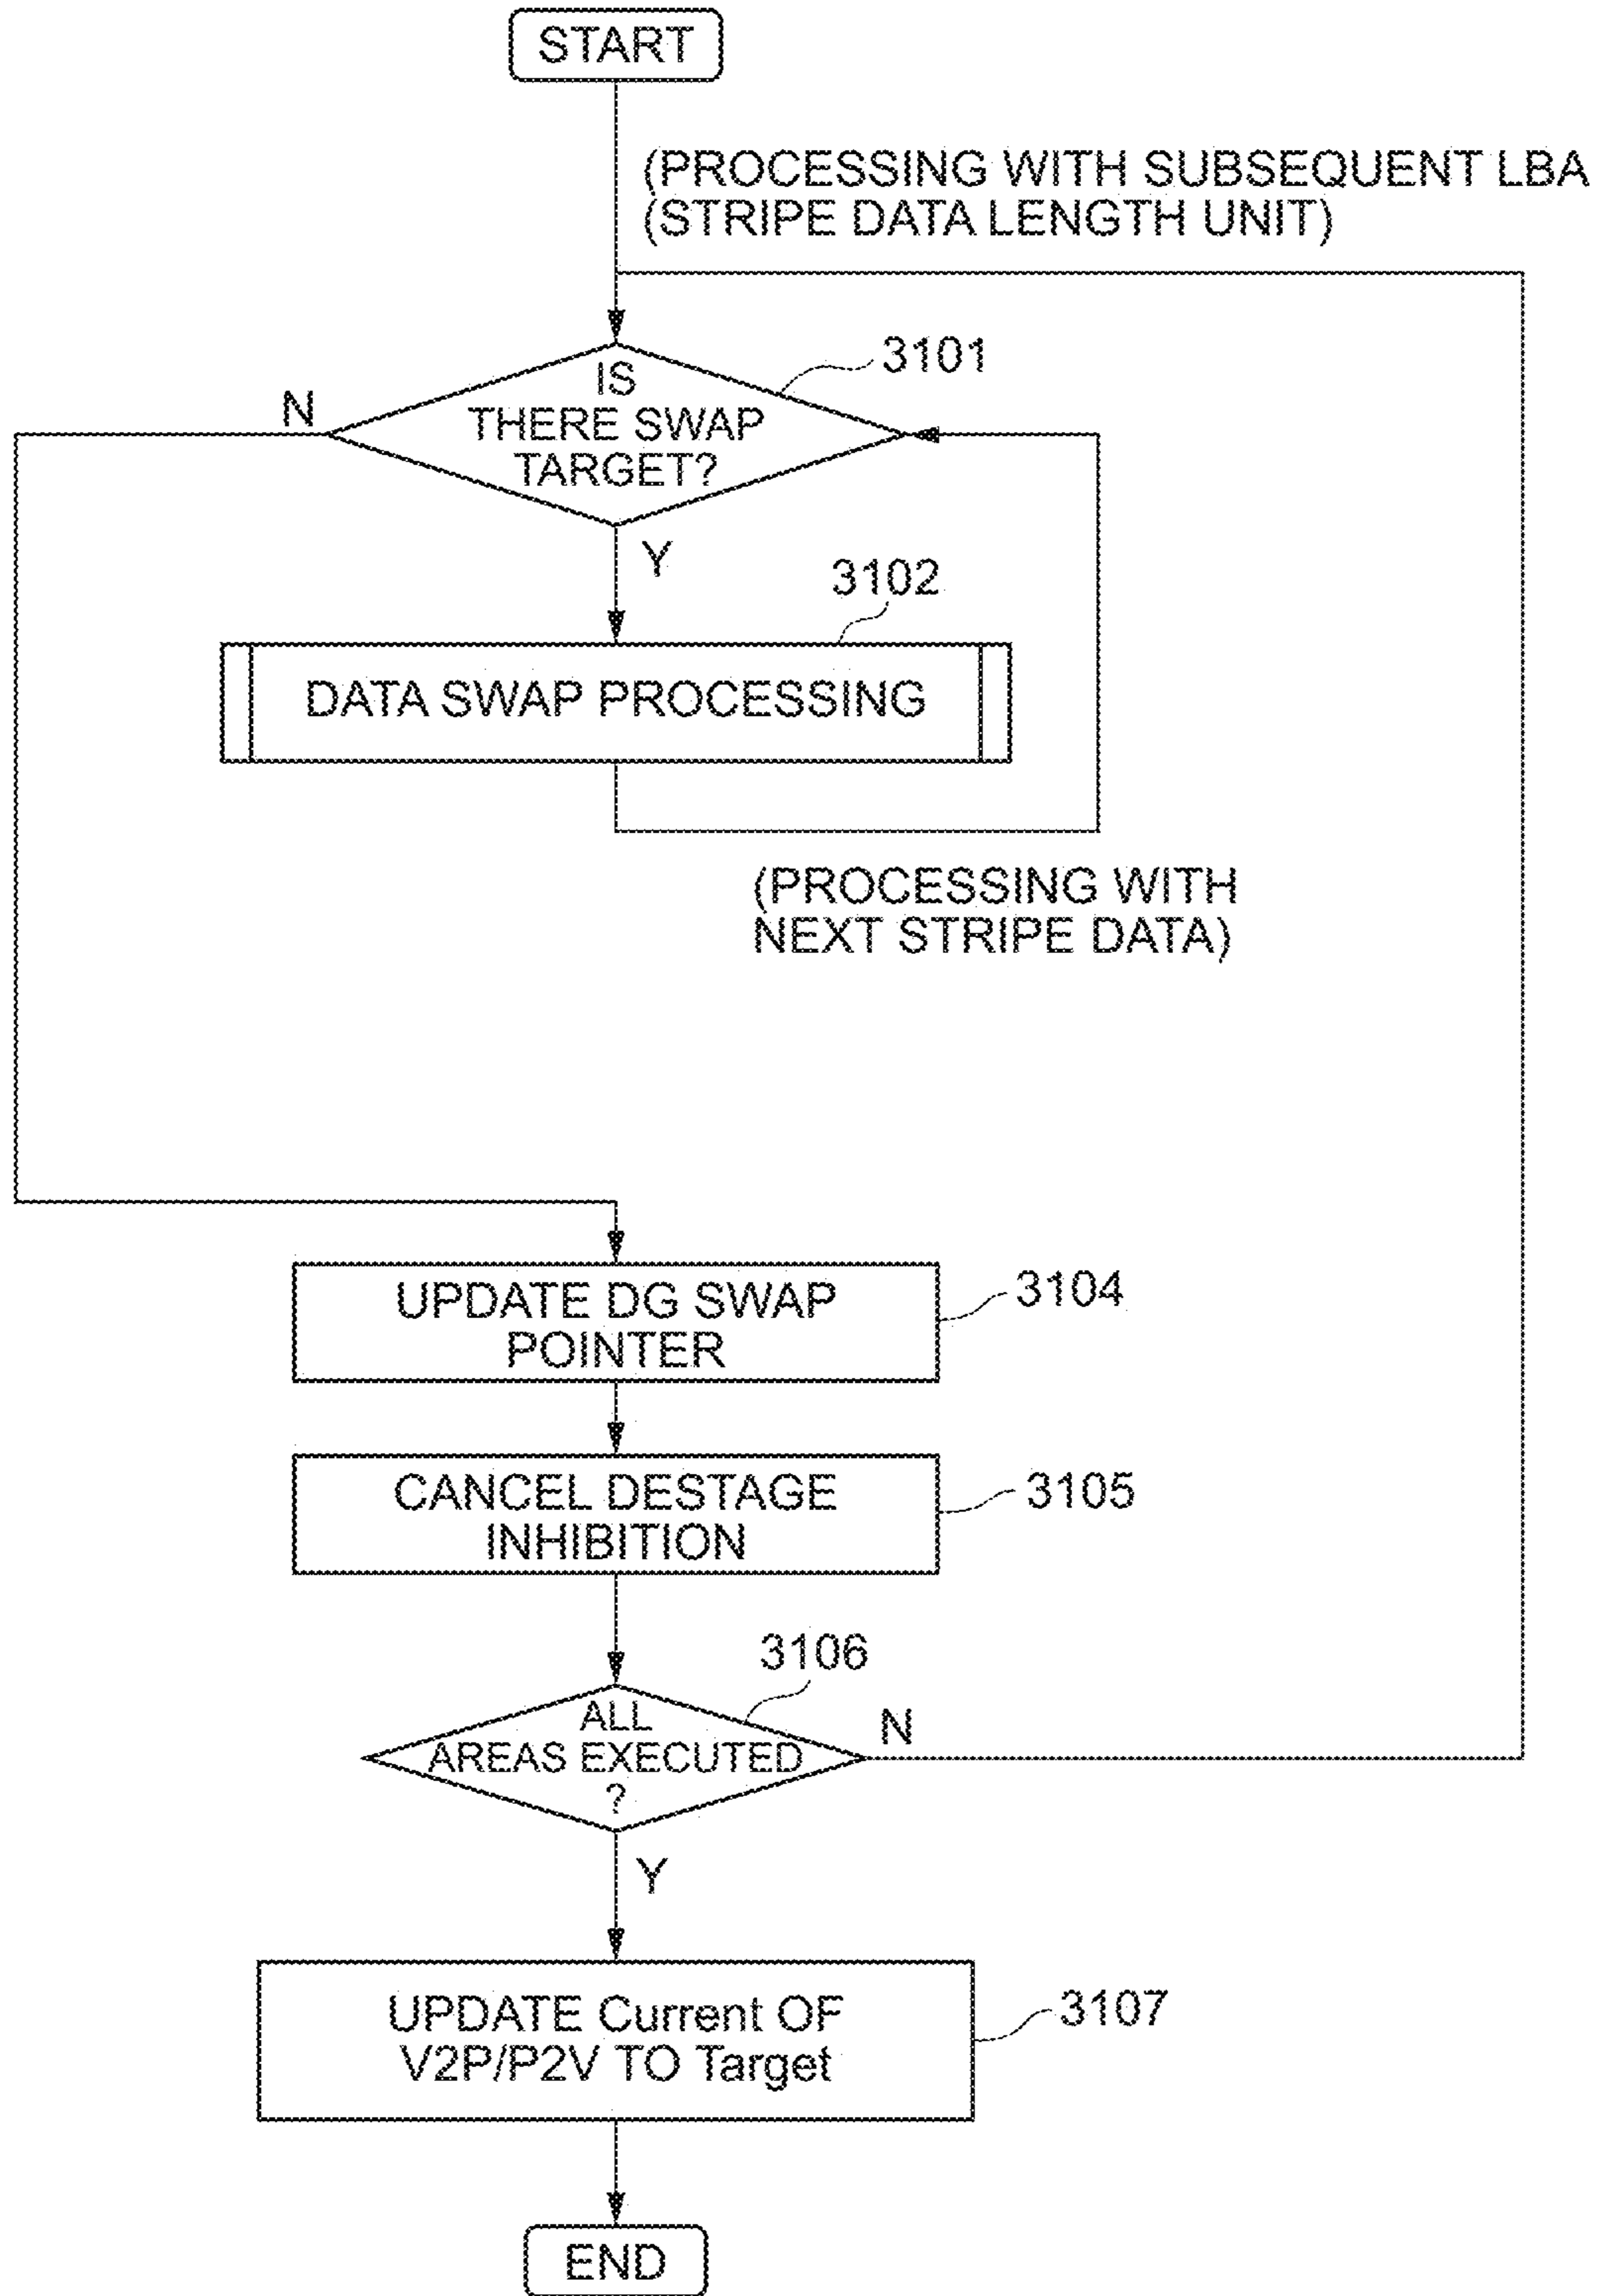 START
(PROCESSING WITH SUBSEQUENT LBA
(STRIPE DATA LENGTH UNIT)
3101
N
IS
THERE SWAP
TARGET?
Y
3102
DATA SWAP PROCESSING
(PROCESSING WITH
NEXT STRIPE DATA)
UPDATE DG SWAP
POINTER
3104
CANCEL DESTAGE
INHIBITION
3105
3106
ALL
AREAS EXECUTED
?
N
Y
UPDATE Current OF
V2P/P2V TO Target
3107
END